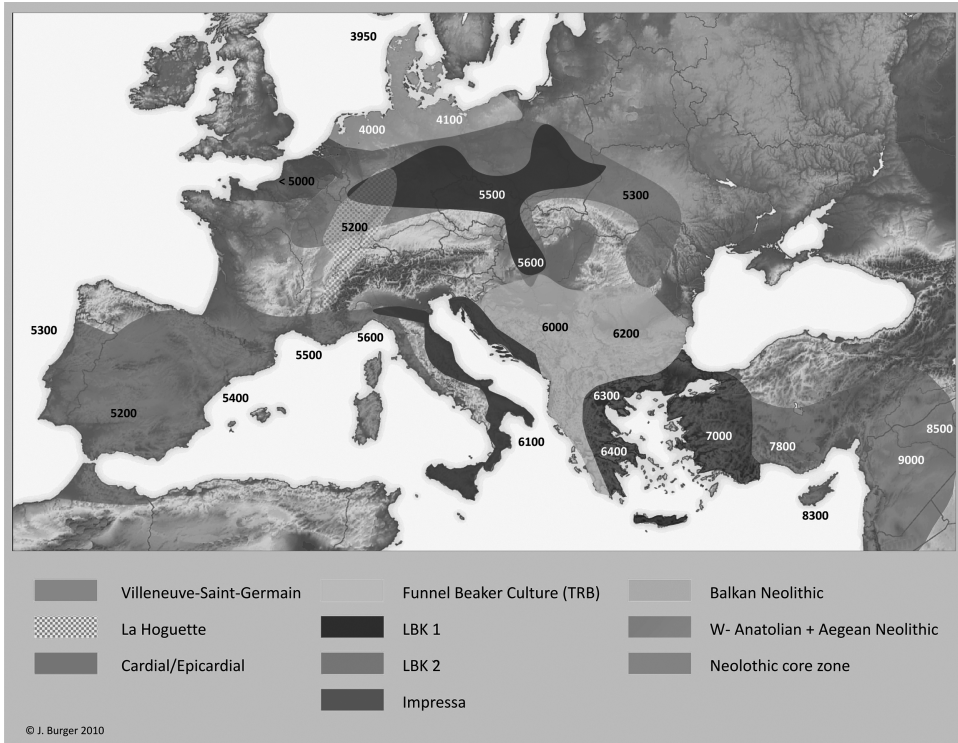 3950
4000
4100
< 5000
5500
5300
5200
5600
5300
6000
6200
5600
5500
5400
5200
6300
6100
6400
7000
7800
8500
9000
8300
Villeneuve-Saint-Germain
Funnel Beaker Culture (TRB)
Balkan Neolithic
La Hoguette
LBK 1
W- Anatolian + Aegean Neolithic
Cardial/Epicardial
LBK 2
Neolothic core zone
Impressa
© J. Burger 2010